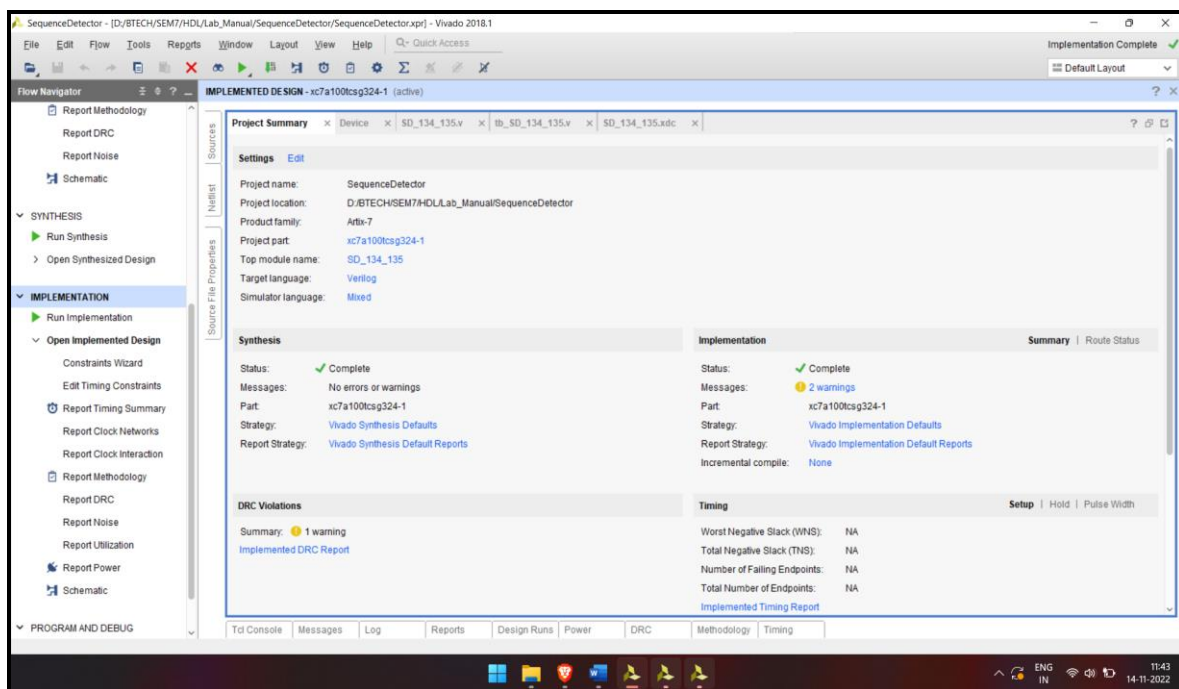 SequenceDetector - [D:/BTECH/SEM7/HDL/Lab_Manual/SequenceDetector/SequenceDetector.xpr] - Vivado 2018.1
File Edit Flow Tools Reports Window Layout View Help Quick Access
Implementation Complete
Default Layout
Flow Navigator
IMPLEMENTED DESIGN - xc7a100tcsg324-1 (active)
Report Methodology
Report DRC
Report Noise
Schematic
SYNTHESIS
Run Synthesis
Open Synthesized Design
IMPLEMENTATION
Run Implementation
Open Implemented Design
Constraints Wizard
Edit Timing Constraints
Report Timing Summary
Report Clock Networks
Report Clock Interaction
Report Methodology
Report DRC
Report Noise
Report Utilization
Report Power
Schematic
PROGRAM AND DEBUG
Sources
Netlist
Source File Properties
Project Summary Device SD_134_135.v tb_SD_134_135.v SD_134_135.xdc
Settings Edit
Project name: SequenceDetector
Project location: D:/BTECH/SEM7/HDL/Lab_Manual/SequenceDetector
Product family: Artix-7
Project part: xc7a100tcsg324-1
Top module name: SD_134_135
Target language: Verilog
Simulator language: Mixed
Synthesis
Status: Complete
Messages: No errors or warnings
Part: xc7a100tcsg324-1
Strategy: Vivado Synthesis Defaults
Report Strategy: Vivado Synthesis Default Reports
Implementation Summary | Route Status
Status: Complete
Messages: 2 warnings
Part: xc7a100tcsg324-1
Strategy: Vivado Implementation Defaults
Report Strategy: Vivado Implementation Default Reports
Incremental compile: None
DRC Violations
Summary: 1 warning
Implemented DRC Report
Timing Setup | Hold | Pulse Width
Worst Negative Slack (WNS): NA
Total Negative Slack (TNS): NA
Number of Failing Endpoints: NA
Total Number of Endpoints: NA
Implemented Timing Report
Tcl Console Messages Log Reports Design Runs Power DRC Methodology Timing
ENG
IN
11:43
14-11-2022